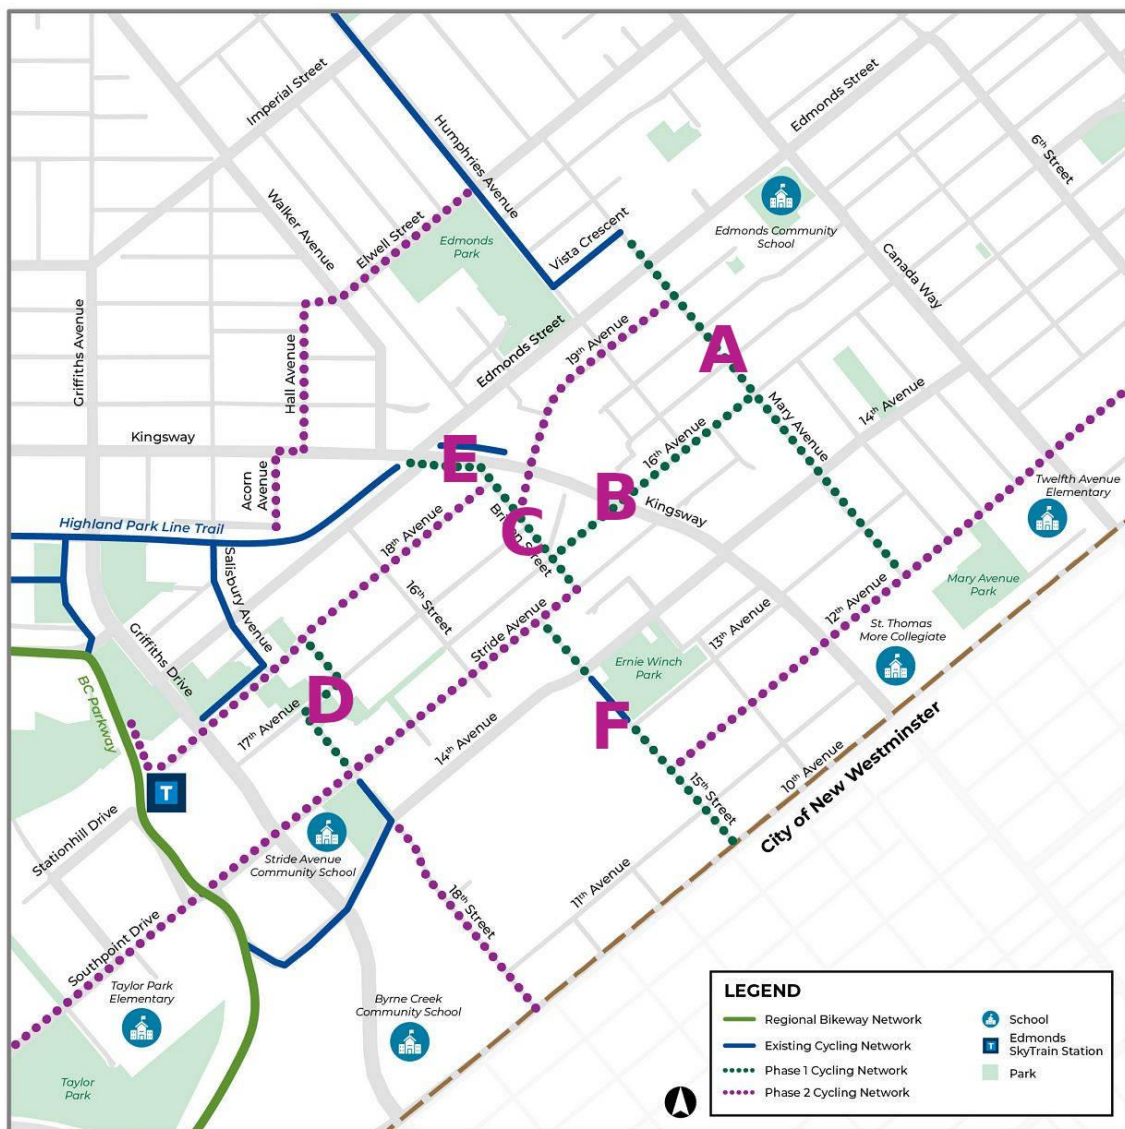 Imperial Street
Humphries Avenue
Edmonds Street
6th Street
Walker Avenue
Elwell Street
Edmonds
Park
Vista Crescent
Edmonds Community
School
Canada Way
Griffiths Avenue
Hall Avenue
Edmonds Street
19th Avenue
A
Mary Avenue
14th Avenue
Kingsway
Acorn
Avenue
E
16th Avenue
B
Kingsway
Twelfth Avenue
Elementary
Highland Park Line Trail
18th Avenue
C
Salisbury Avenue
16th Street
Stride Avenue
12th Avenue
Mary Avenue
Park
Griffiths Drive
13th Avenue
St. Thomas
More Collegiate
Ernie Winch
Park
BC Parkway
17th Avenue
D
14th Avenue
F
15th Street
10th Avenue
City of New Westminster
T
Stationhill Drive
Stride Avenue
Community School
18th Street
11th Avenue
Southpoint Drive
Taylor Park
Elementary
Byrne Creek
Community School
Taylor
Park
LEGEND
Regional Bikeway Network
Existing Cycling Network
Phase 1 Cycling Network
Phase 2 Cycling Network
School
T
Edmonds
SkyTrain Station
Park